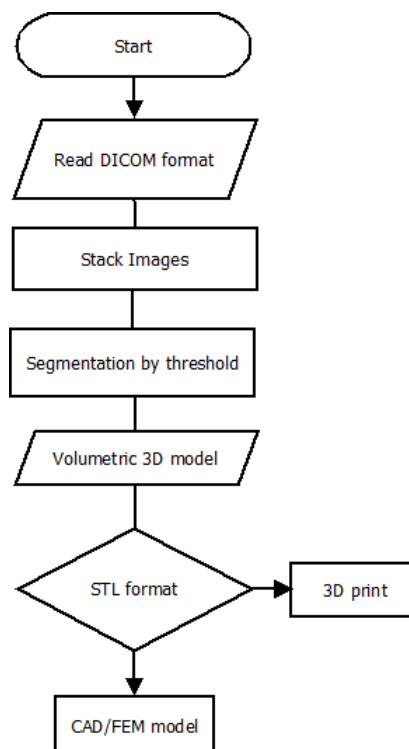 Start
Read DICOM format
Stack Images
Segmentation by threshold
Volumetric 3D model
STL format
3D print
CAD/FEM model